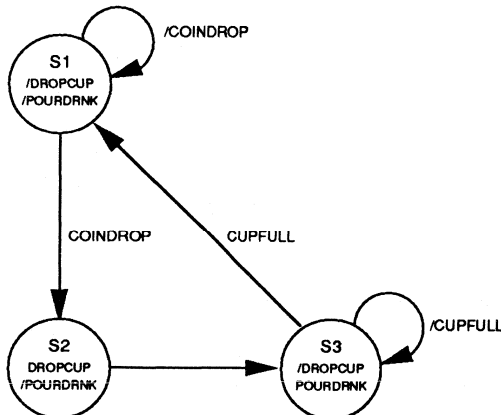 /COINDROP
S1
/DROPCUP
/POURDRNK
COINDROP
CUPFULL
S2
DROPCUP
/POURDRNK
S3
/DROPCUP
POURDRNK
/CUPFULL